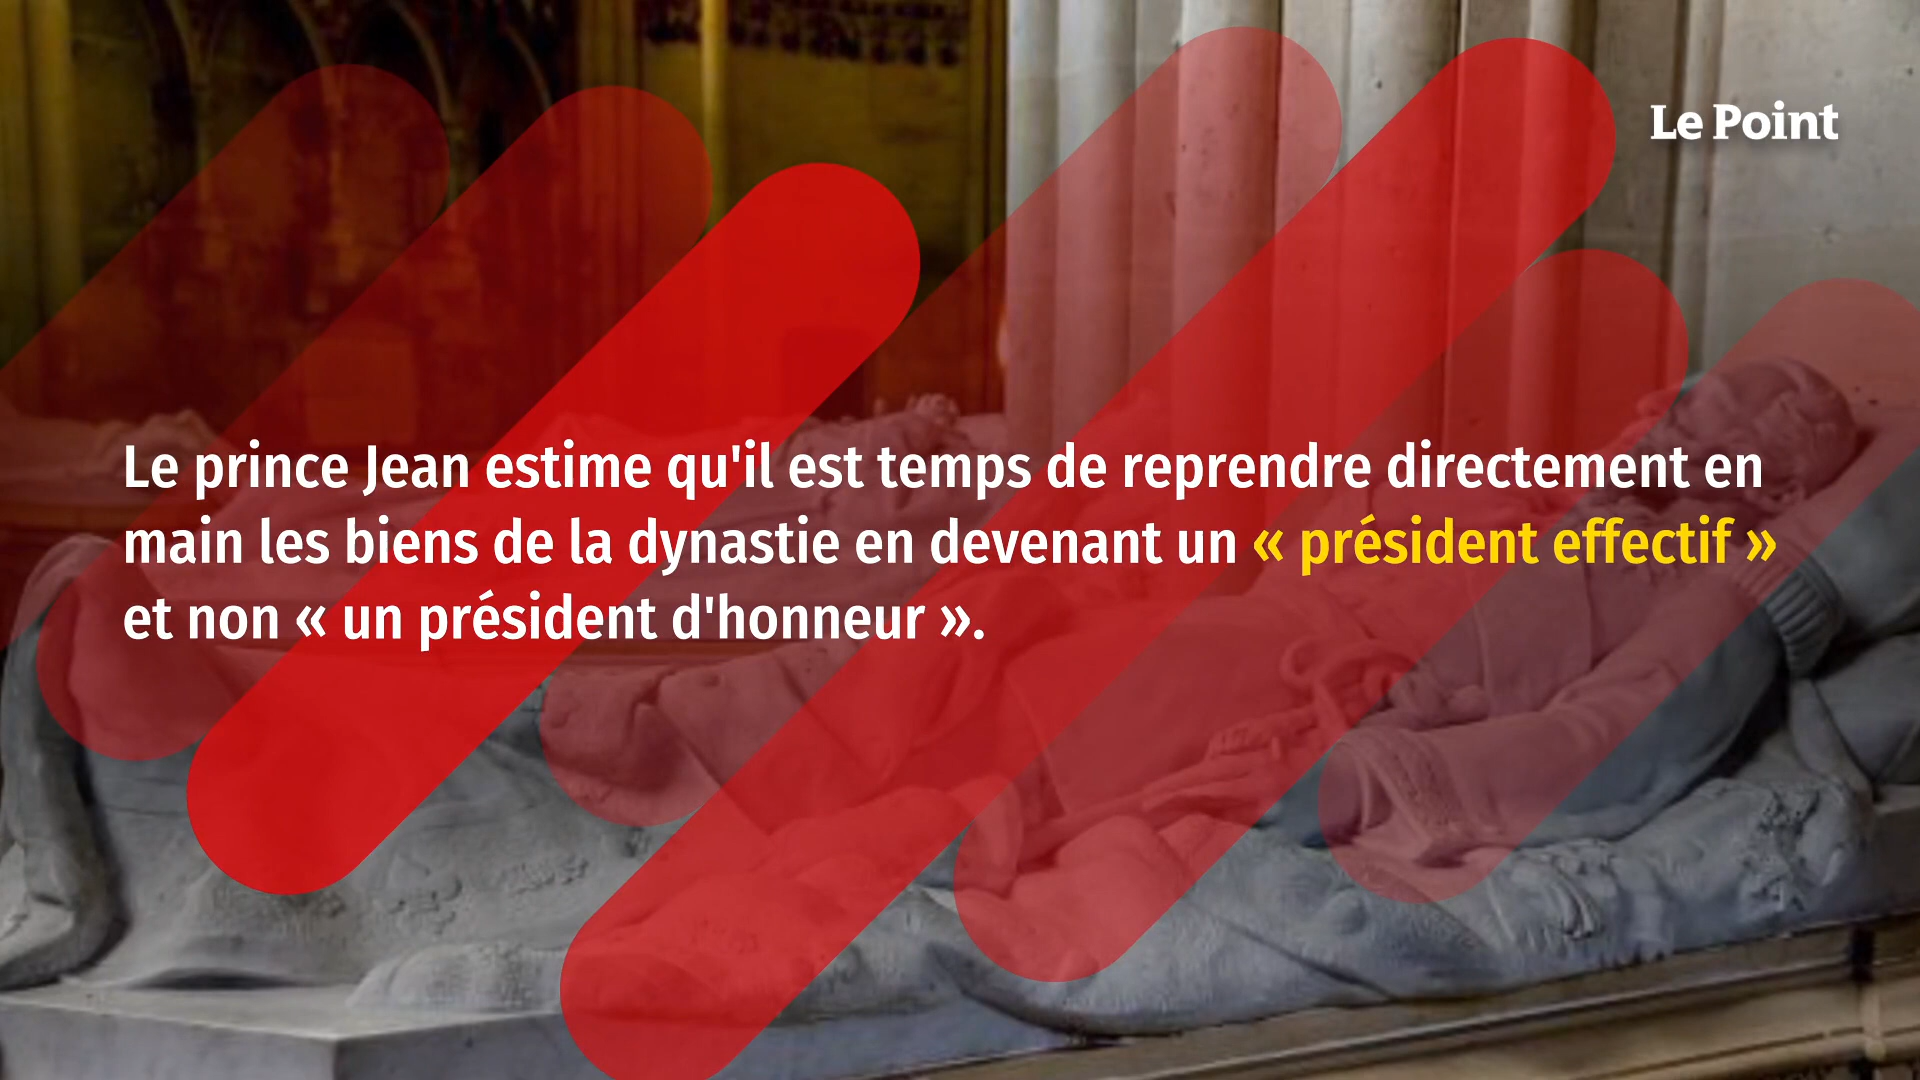 Le Point
Le prince Jean estime qu'il est temps de reprendre directement en
main les biens de la dynastie en devenant un « président effectif »
et non « un président d'honneur ».